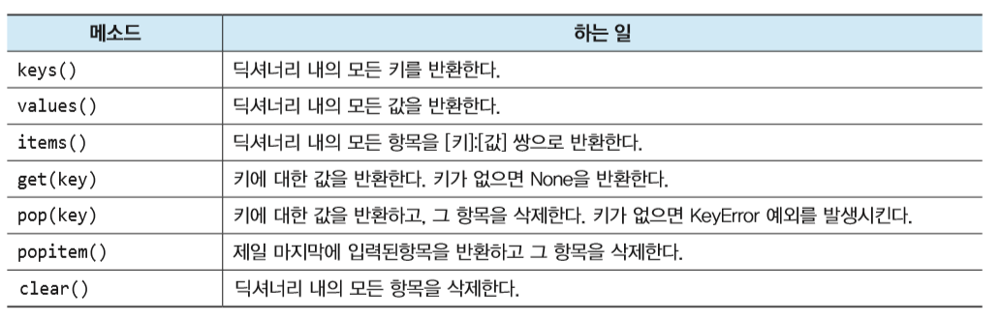 메소드 하는 일
keys() 딕셔너리 내의 모든 키를 반환한다.
values() 딕셔너리 내의 모든 값을 반환한다.
items() 딕셔너리 내의 모든 항목을 [키]:[값] 쌍으로 반환한다.
get(key) 키에 대한 값을 반환한다. 키가 없으면 None을 반환한다.
pop(key) 키에 대한 값을 반환하고, 그 항목을 삭제한다. 키가 없으면 KeyError 예외를 발생시킨다.
popitem() 제일 마지막에 입력된항목을 반환하고 그 항목을 삭제한다.
clear() 딕셔너리 내의 모든 항목을 삭제한다.